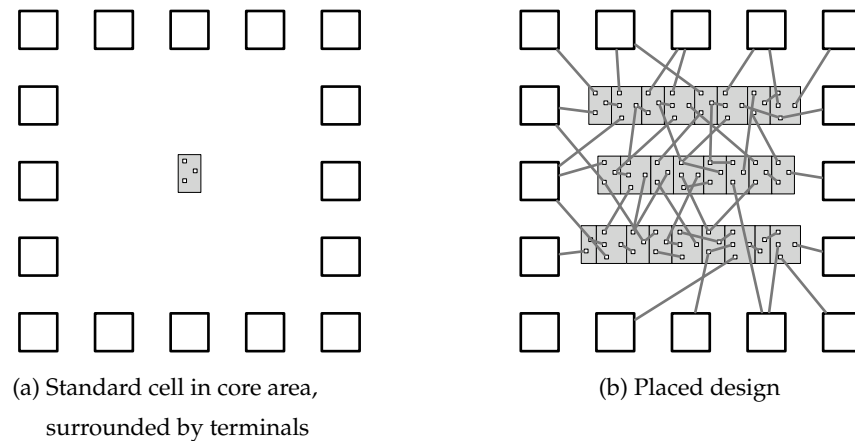 (a) Standard cell in core area,
surrounded by terminals
(b) Placed design